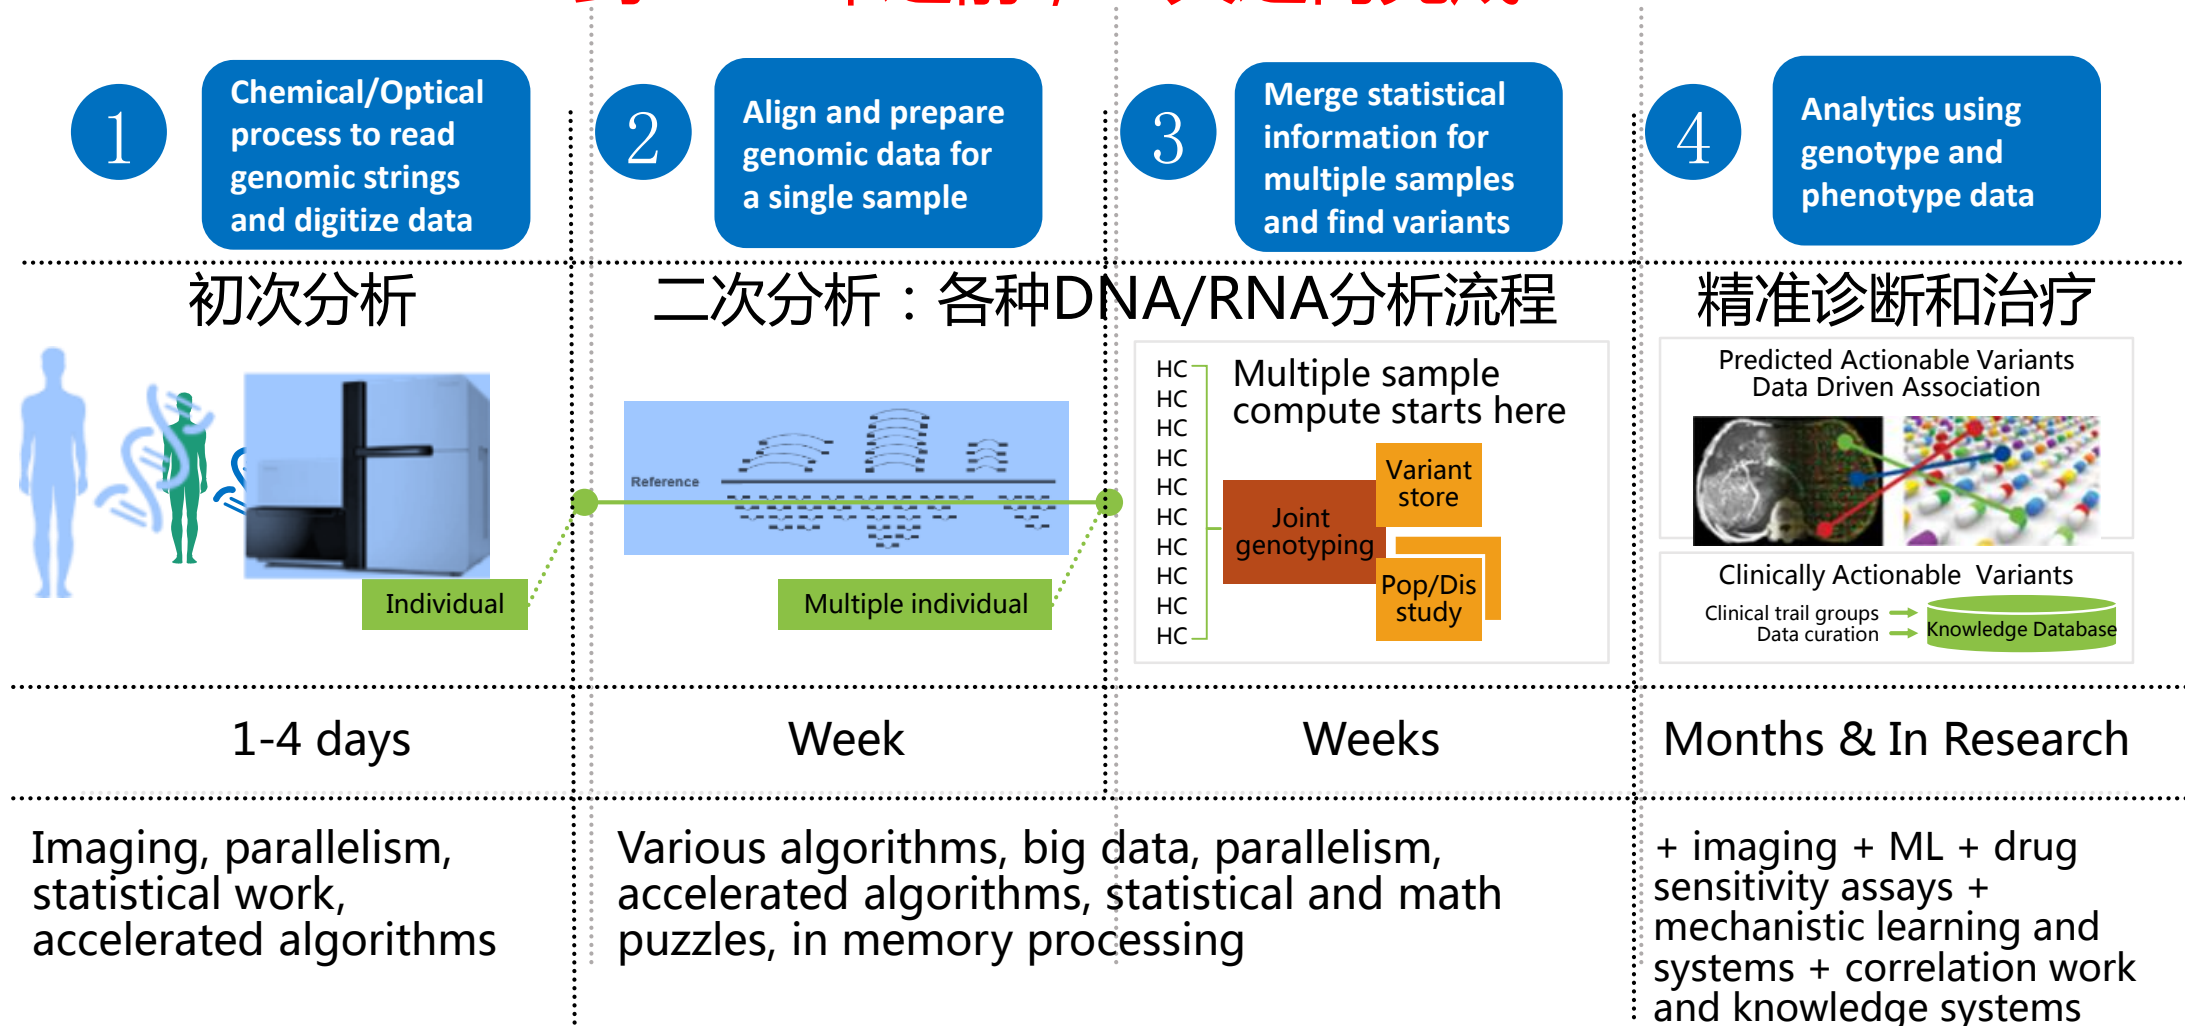 1
Chemical/Optical
process to read
genomic strings
and digitize data
2
Align and prepare
genomic data for
a single sample
3
Merge statistical
information for
multiple samples
and find variants
4
Analytics using
genotype and
phenotype data
初次分析
二次分析：各种DNA/RNA分析流程
精准诊断和治疗
Individual
Reference
Multiple individual
HC
HC
HC
HC
HC
HC
HC
HC
HC
HC
Multiple sample
compute starts here
Joint
genotyping
Variant
store
Pop/Dis
study
Predicted Actionable Variants
Data Driven Association
Clinically Actionable Variants
Clinical trail groups
Data curation
Knowledge Database
1-4 days
Week
Weeks
Months & In Research
Imaging, parallelism,
statistical work,
accelerated algorithms
Various algorithms, big data, parallelism,
accelerated algorithms, statistical and math
puzzles, in memory processing
+ imaging + ML + drug
sensitivity assays +
mechanistic learning and
systems + correlation work
and knowledge systems